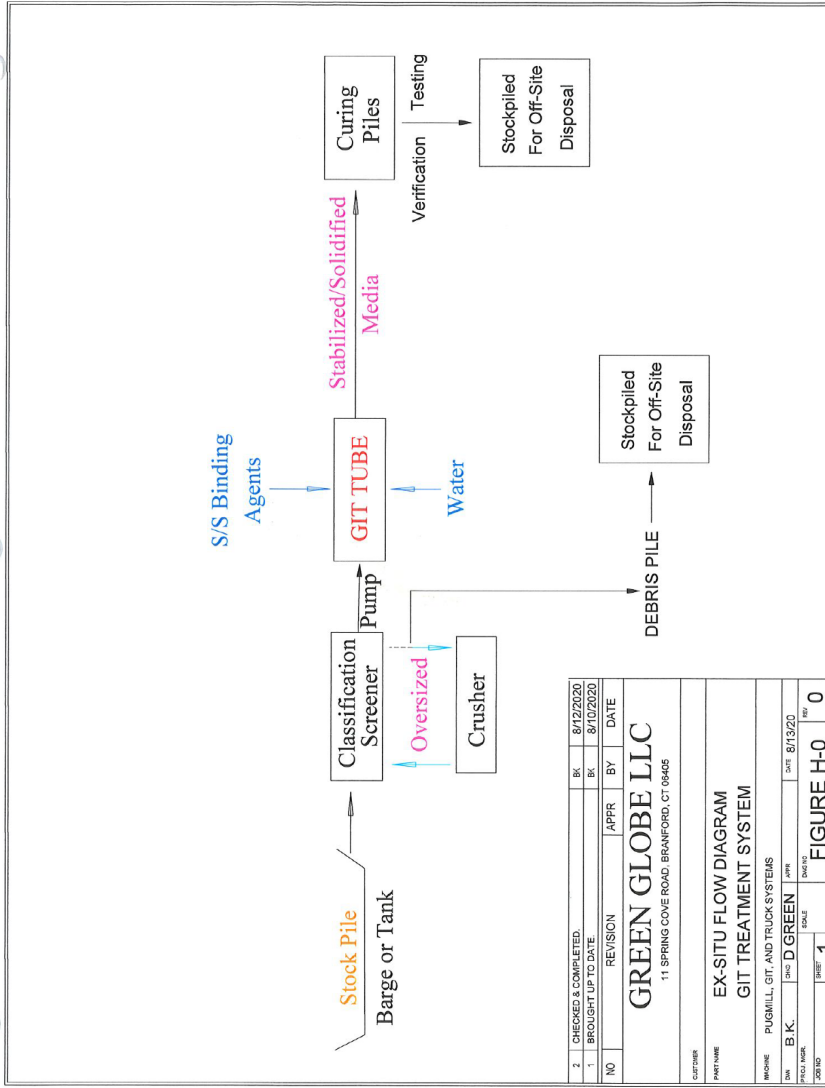 S/S Binding
Agents
Stock Pile
Barge or Tank
Classification
Screener
Pump
GIT TUBE
Water
Stabilized/Solidified
Media
Curing
Piles
Verification Testing
Stockpiled
For Off-Site
Disposal
Oversized
Crusher
DEBRIS PILE
Stockpiled
For Off-Site
Disposal
2 CHECKED & COMPLETED. BK 8/12/2020
1 BROUGHT UP TO DATE. BK 8/10/2020
NO REVISION APPR BY DATE
GREEN GLOBE LLC
11 SPRING COVE ROAD, BRANFORD, CT 06405
CUSTOMER
PART NAME EX-SITU FLOW DIAGRAM
GIT TREATMENT SYSTEM
MACHINE PUGMILL, GIT, AND TRUCK SYSTEMS
B.K. D GREEN APPR DATE 8/13/20
PROJ. MGR. SCALE DWG NO FIGURE H-0 REV 0
JOB NO SHEET 1